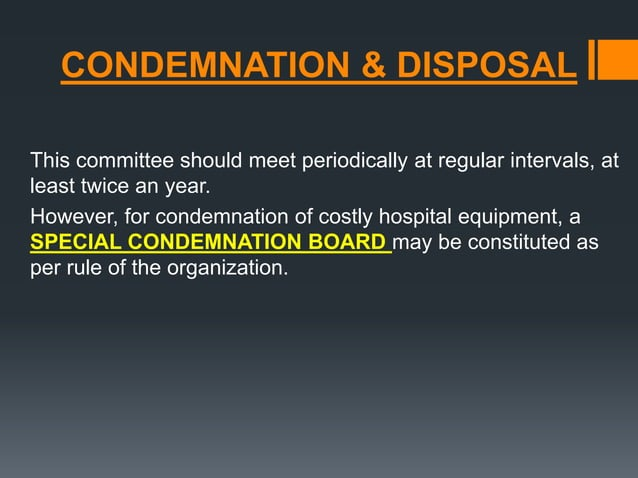 CONDEMNATION & DISPOSAL
This committee should meet periodically at regular intervals, at
least twice an year.
However, for condemnation of costly hospital equipment, a
SPECIAL CONDEMNATION BOARD may be constituted as
per rule of the organization.